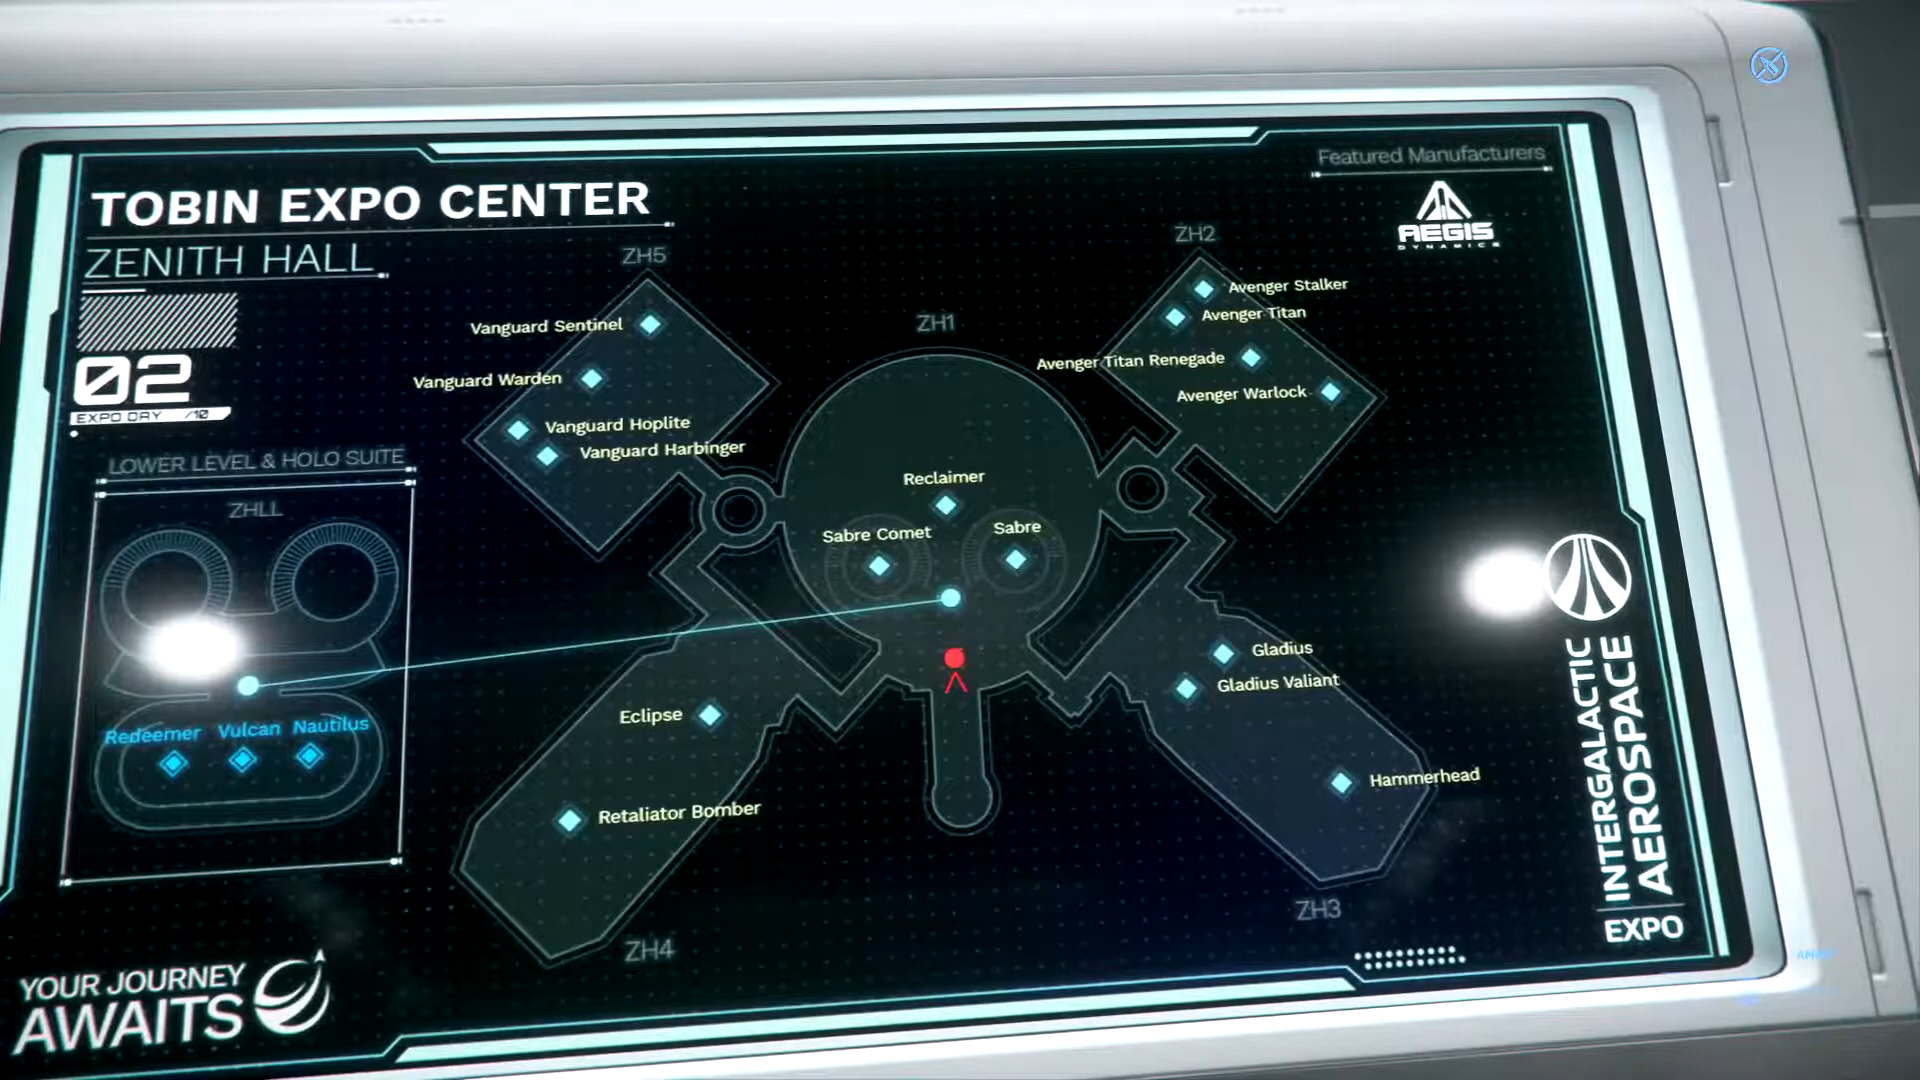 TOBIN EXPO CENTER
ZENITH HALL
02
EXPO DAY /10
Featured Manufacturers
AEGIS
DYNAMICS
ZH5
Vanguard Sentinel
Vanguard Warden
Vanguard Hoplite
Vanguard Harbinger
ZH1
Reclaimer
Sabre Comet
Sabre
ZH2
Avenger Stalker
Avenger Titan
Avenger Titan Renegade
Avenger Warlock
LOWER LEVEL & HOLO SUITE
ZHLL
Redeemer Vulcan Nautilus
Eclipse
Retaliator Bomber
ZH4
Gladius
Gladius Valiant
Hammerhead
ZH3
INTERGALACTIC
AEROSPACE
EXPO
YOUR JOURNEY
AWAITS